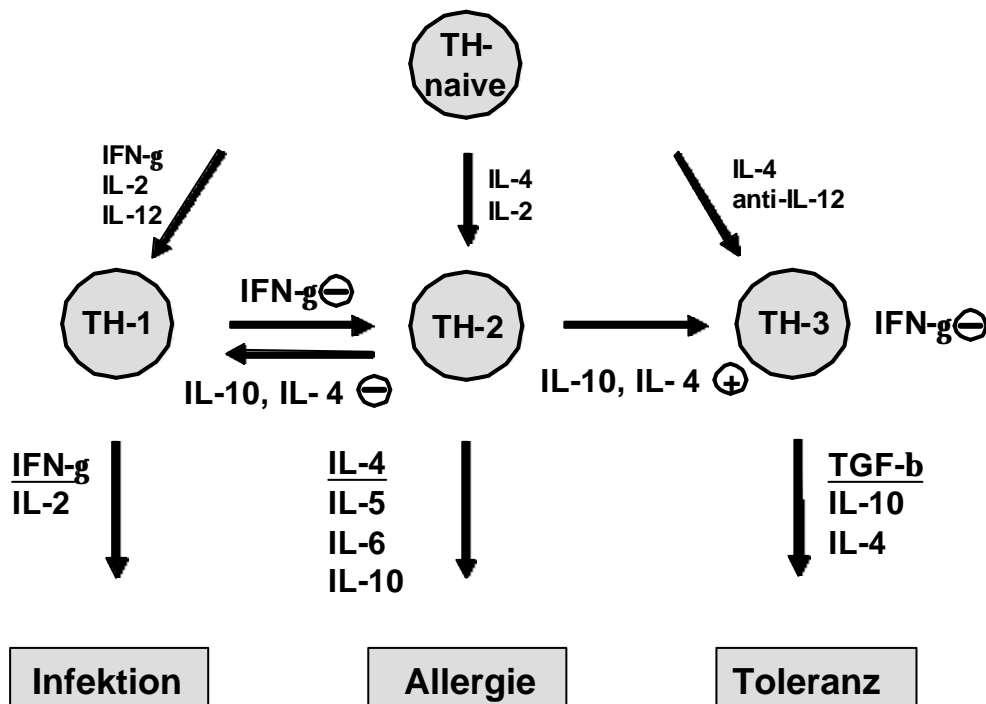 TH-
naive
IFN-g
IL-2
IL-12
IL-4
IL-2
IL-4
anti-IL-12
TH-1
IFN-g⊖
IL-10, IL- 4 ⊖
TH-2
IL-10, IL- 4 ⊕
TH-3
IFN-g⊖
IFN-g
IL-2
IL-4
IL-5
IL-6
IL-10
TGF-b
IL-10
IL-4
Infektion
Allergie
Toleranz